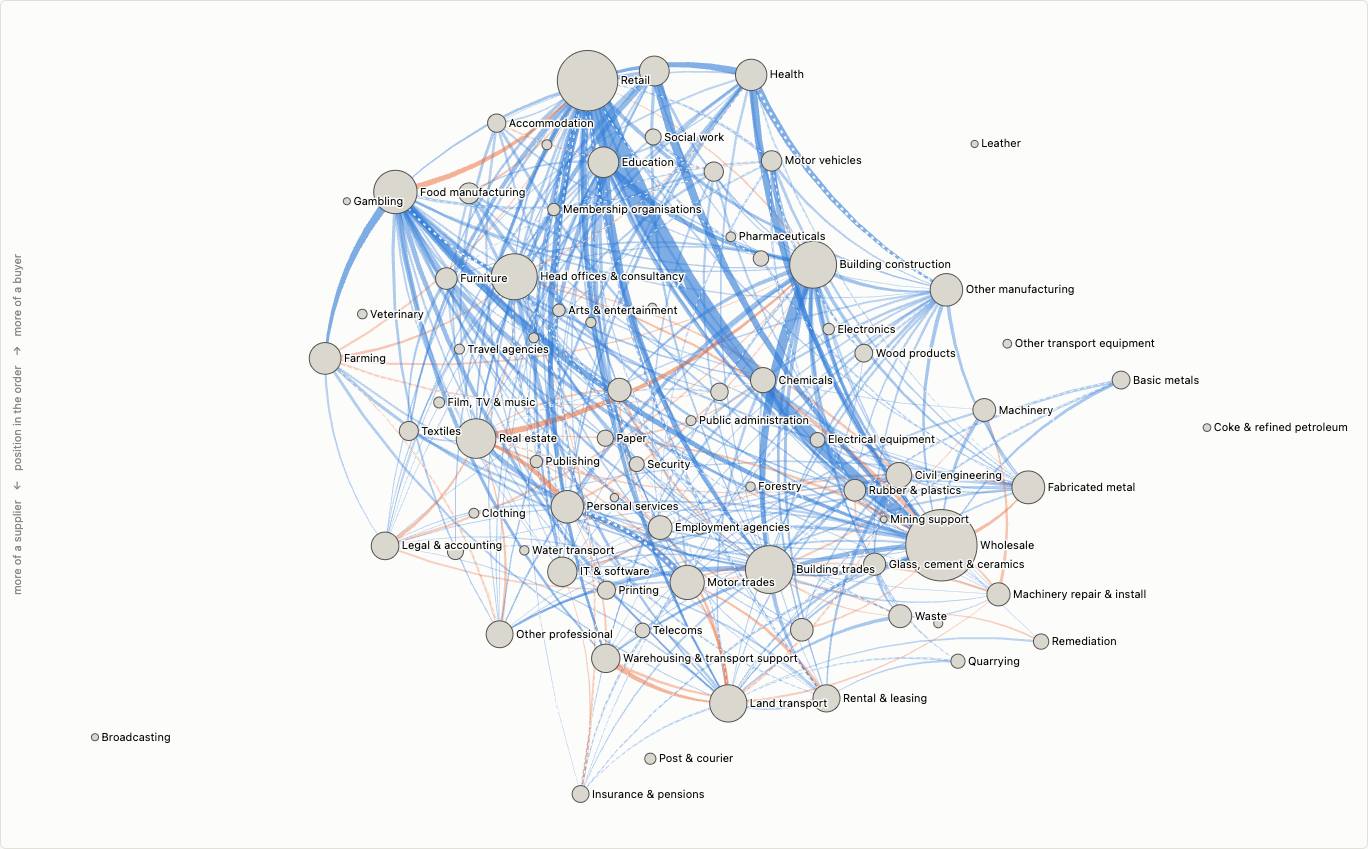 Retail
Health
Accommodation
Social work
Leather
Education
Motor vehicles
Food manufacturing
Gambling
Membership organisations
Pharmaceuticals
Building construction
Head offices & consultancy
Furniture
Other manufacturing
Arts & entertainment
Veterinary
Electronics
Other transport equipment
Travel agencies
Wood products
Farming
Chemicals
Basic metals
Film, TV & music
Machinery
Public administration
Coke & refined petroleum
Textiles
Real estate
Paper
Electrical equipment
Publishing
Security
Civil engineering
Forestry
Rubber & plastics
Fabricated metal
Personal services
Clothing
Mining support
Employment agencies
Legal & accounting
Wholesale
Water transport
Glass, cement & ceramics
IT & software
Building trades
Motor trades
Printing
Machinery repair & install
Waste
Other professional
Telecoms
Remediation
Warehousing & transport support
Quarrying
Rental & leasing
Land transport
Broadcasting
Post & courier
Insurance & pensions
more of a supplier ← position in the order → more of a buyer